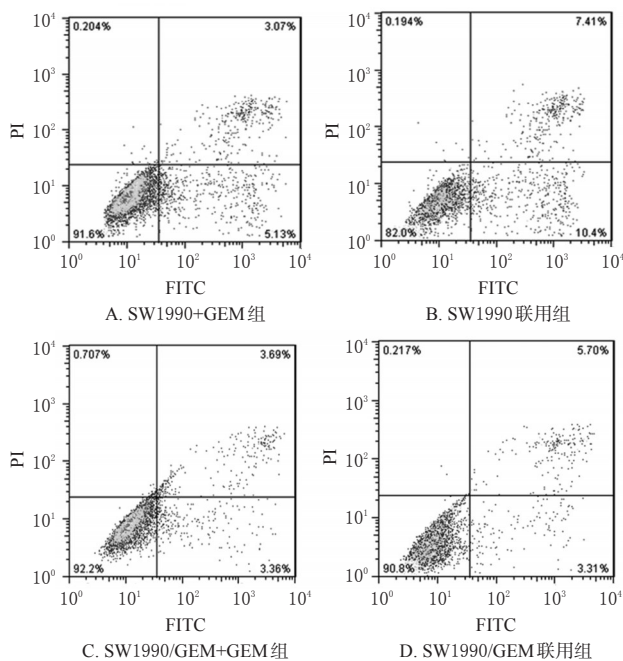 10⁴
0.204%
3.07%
10³
PI
10²
10¹
91.6%
5.13%
10⁰
10⁰ 10¹ 10² 10³ 10⁴
FITC
A. SW1990+GEM组
10⁴
0.194%
7.41%
10³
PI
10²
10¹
82.0%
10.4%
10⁰
10⁰ 10¹ 10² 10³ 10⁴
FITC
B. SW1990联用组
10⁴
0.707%
3.69%
10³
PI
10²
10¹
92.2%
3.36%
10⁰
10⁰ 10¹ 10² 10³ 10⁴
FITC
C. SW1990/GEM+GEM组
10⁴
0.217%
5.70%
10³
PI
10²
10¹
90.8%
3.31%
10⁰
10⁰ 10¹ 10² 10³ 10⁴
FITC
D. SW1990/GEM联用组